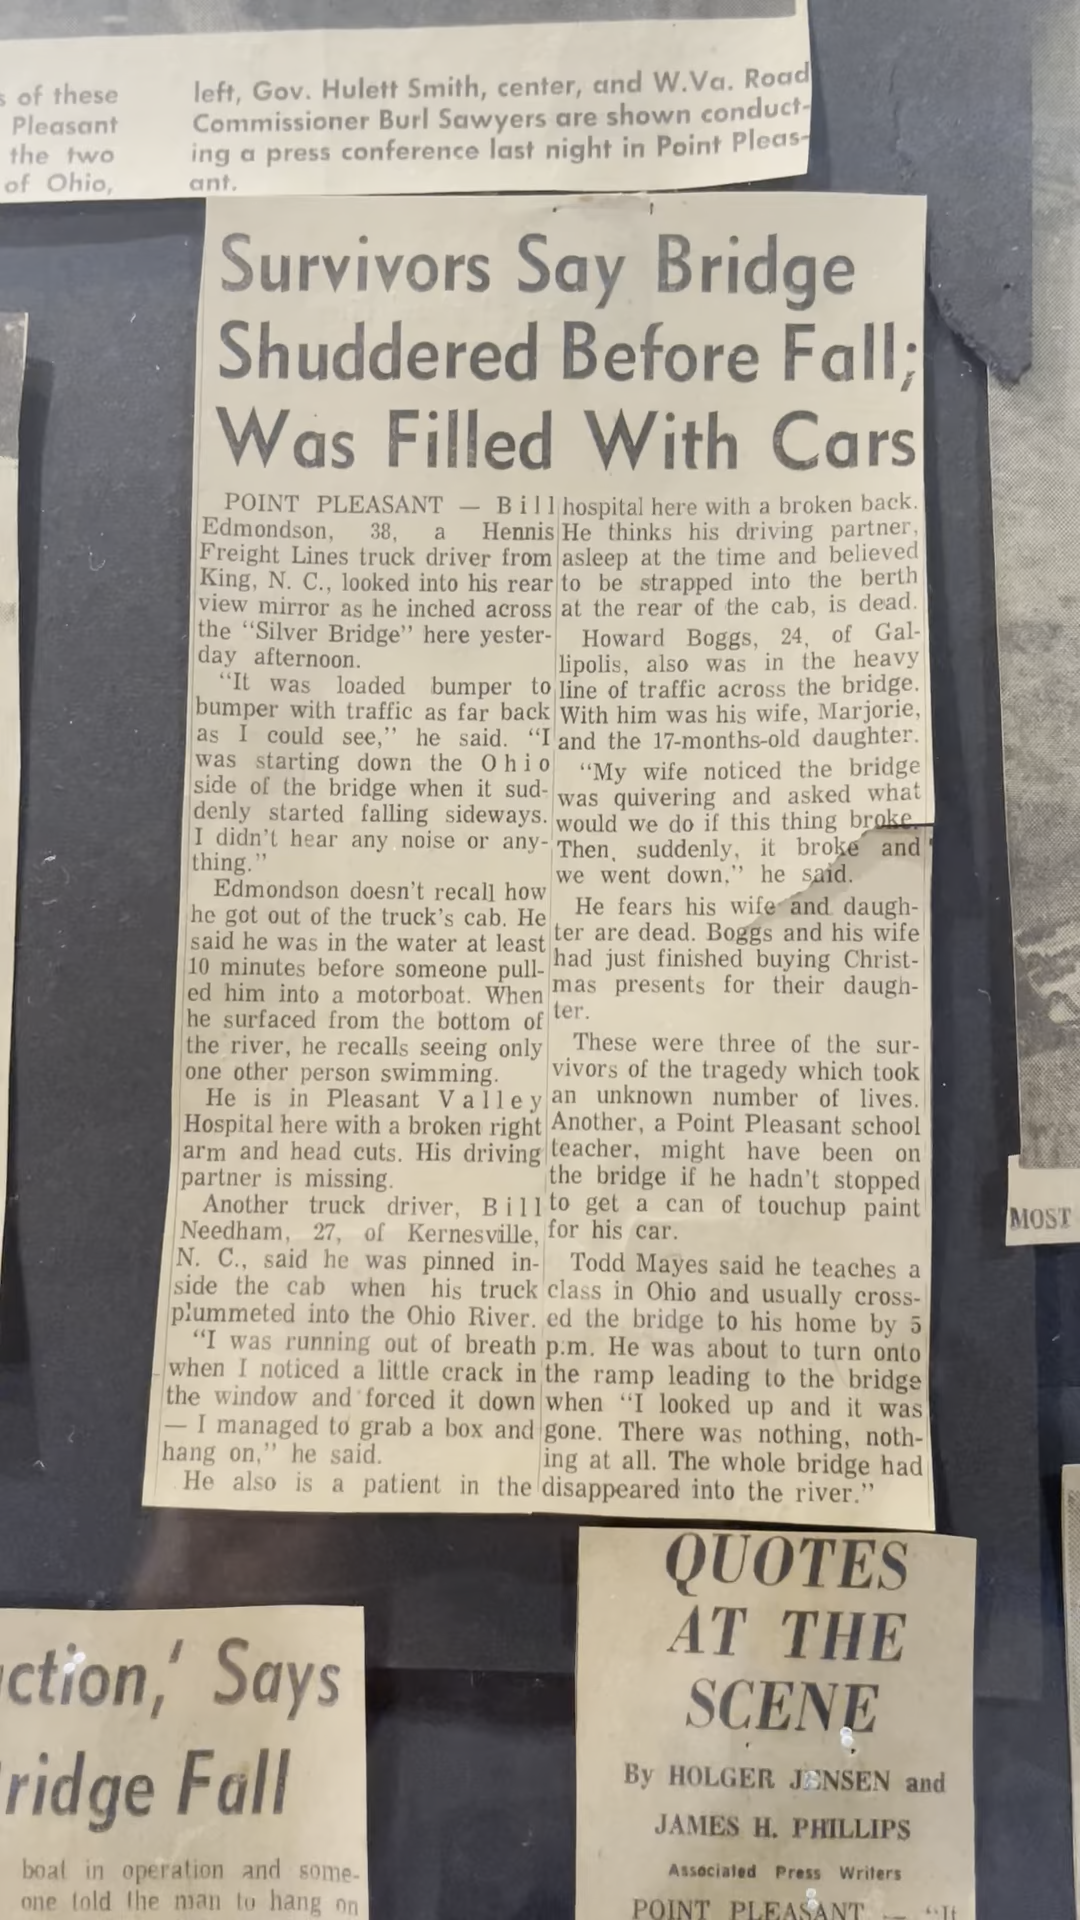 s of these
Pleasant
the two
of Ohio,
left, Gov. Hulett Smith, center, and W.Va. Road
Commissioner Burl Sawyers are shown conduct-
ing a press conference last night in Point Pleas-
ant.
Survivors Say Bridge
Shuddered Before Fall;
Was Filled With Cars
POINT PLEASANT — Bill
Edmondson, 38, a Hennis
Freight Lines truck driver from
King, N. C., looked into his rear
view mirror as he inched across
the “Silver Bridge” here yester-
day afternoon.
“It was loaded bumper to
bumper with traffic as far back
as I could see,” he said. “I
was starting down the Ohio
side of the bridge when it sud-
denly started falling sideways.
I didn't hear any noise or any-
thing.”
Edmondson doesn't recall how
he got out of the truck's cab. He
said he was in the water at least
10 minutes before someone pull-
ed him into a motorboat. When
he surfaced from the bottom of
the river, he recalls seeing only
one other person swimming.
He is in Pleasant Valley
Hospital here with a broken right
arm and head cuts. His driving
partner is missing.
Another truck driver, Bill
Needham, 27, of Kernesville,
N. C., said he was pinned in-
side the cab when his truck
plummeted into the Ohio River.
“I was running out of breath
when I noticed a little crack in
the window and forced it down
— I managed to grab a box and
hang on,” he said.
He also is a patient in the
hospital here with a broken back.
He thinks his driving partner,
asleep at the time and believed
to be strapped into the berth
at the rear of the cab, is dead.
Howard Boggs, 24, of Gal-
lipolis, also was in the heavy
line of traffic across the bridge.
With him was his wife, Marjorie,
and the 17-months-old daughter.
“My wife noticed the bridge
was quivering and asked what
would we do if this thing broke.
Then, suddenly, it broke and
we went down,” he said.
He fears his wife and daugh-
ter are dead. Boggs and his wife
had just finished buying Christ-
mas presents for their daugh-
ter.
These were three of the sur-
vivors of the tragedy which took
an unknown number of lives.
Another, a Point Pleasant school
teacher, might have been on
the bridge if he hadn't stopped
to get a can of touchup paint
for his car.
Todd Mayes said he teaches a
class in Ohio and usually cross-
ed the bridge to his home by 5
p.m. He was about to turn onto
the ramp leading to the bridge
when “I looked up and it was
gone. There was nothing, noth-
ing at all. The whole bridge had
disappeared into the river.”
MOST
ction,' Says
ridge Fall
boat in operation and some-
one told the man to hang on
QUOTES
AT THE
SCENE
By HOLGER JENSEN and
JAMES H. PHILLIPS
Associated Press Writers
POINT PLEASANT — “It